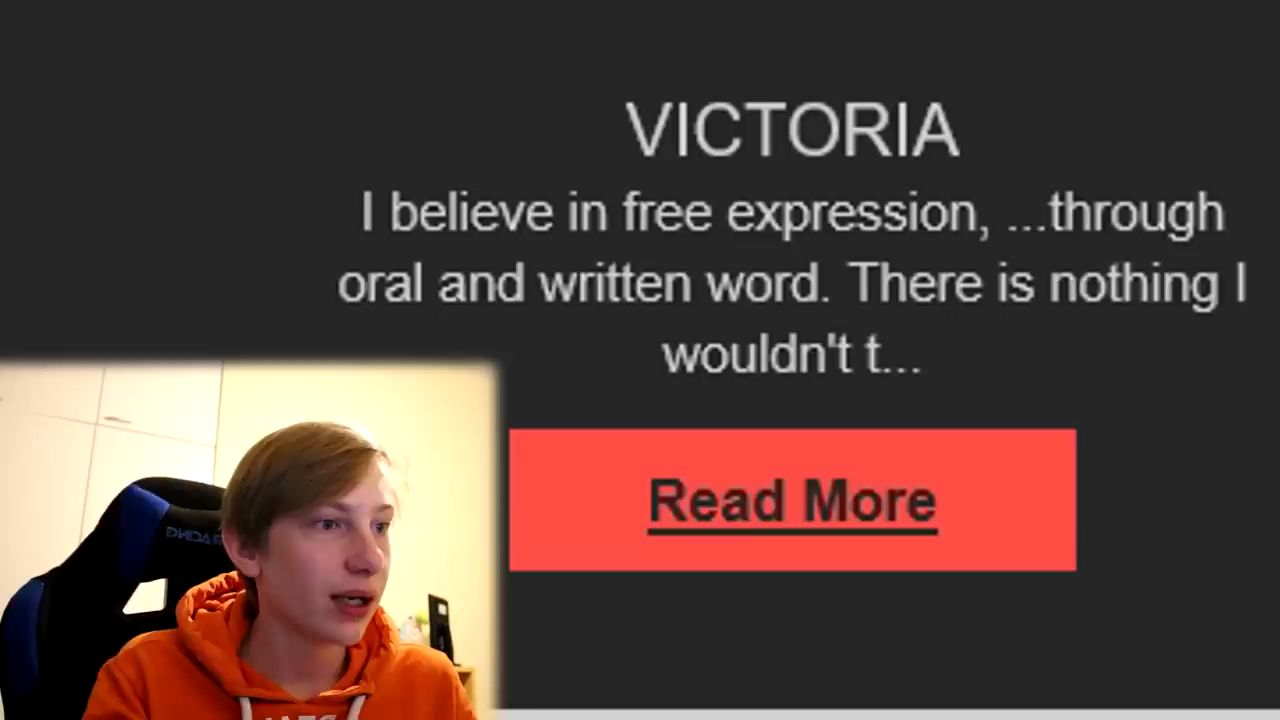 VICTORIA
I believe in free expression, ...through
oral and written word. There is nothing I
wouldn't t...
Read More